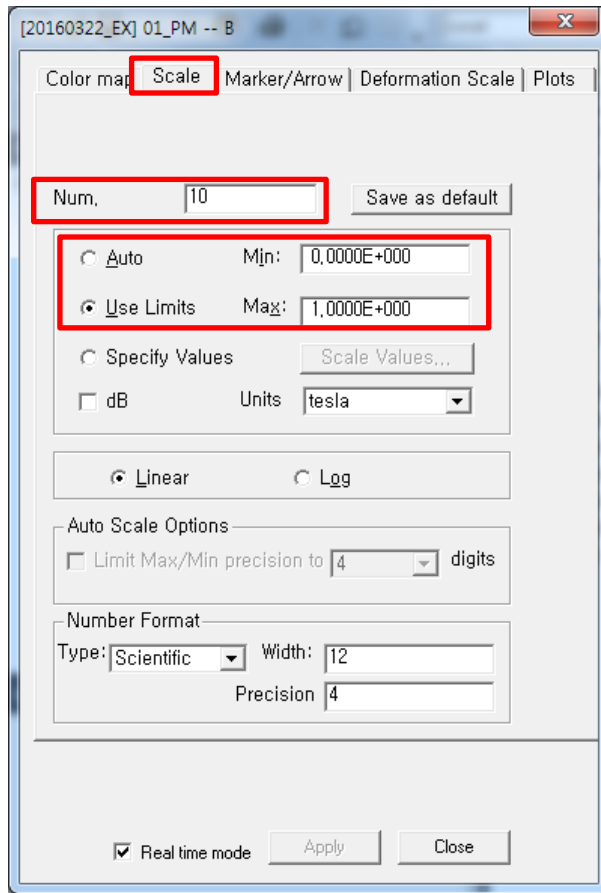 [20160322_EX] 01_PM -- B
Color map Scale Marker/Arrow Deformation Scale Plots
Num, 10 Save as default
Auto Min: 0,0000E+000
Use Limits Max: 1,0000E+000
Specify Values Scale Values,,,
dB Units tesla
Linear Log
Auto Scale Options
Limit Max/Min precision to 4 digits
Number Format
Type: Scientific Width: 12
Precision 4
Real time mode Apply Close